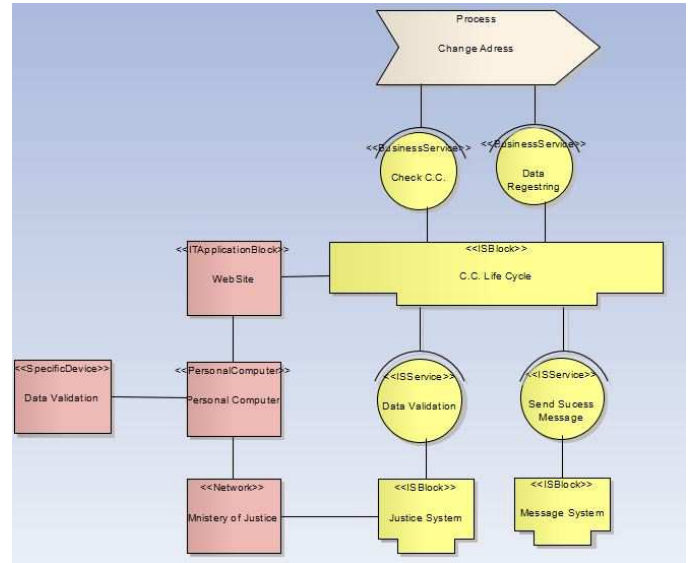 Process
Change Adress
<<BusinessService>>
Check C.C.
<<BusinessService>>
Data
Regestring
<<ITApplicationBlock>>
WebSite
<<ISBlock>>
C.C. Life Cycle
<<SpecificDevice>>
Data Validation
<<PersonalComputer>>
Personal Computer
<<ISService>>
Data Validation
<<ISService>>
Send Sucess
Message
<<Network>>
Mnistery of Justice
<<ISBlock>>
Justice System
<<ISBlock>>
Message System